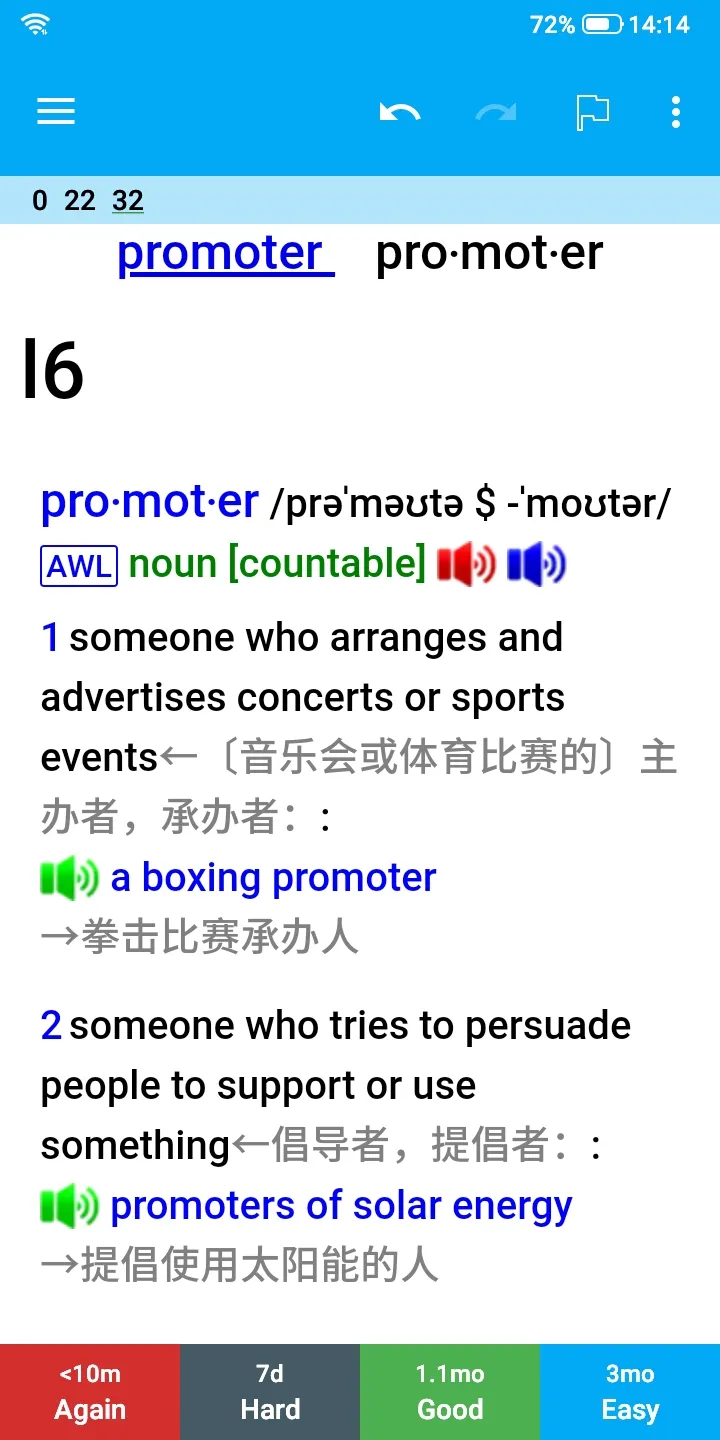 72% 14:14
0 22 32
promoter pro·mot·er
l6
pro·mot·er /prəˈməʊtə $ -ˈmoʊtər/
AWL noun [countable]
1 someone who arranges and
advertises concerts or sports
events←〔音乐会或体育比赛的〕主
办者，承办者：:
a boxing promoter
→拳击比赛承办人
2 someone who tries to persuade
people to support or use
something←倡导者，提倡者：:
promoters of solar energy
→提倡使用太阳能的人
<10m 7d 1.1mo 3mo
Again Hard Good Easy